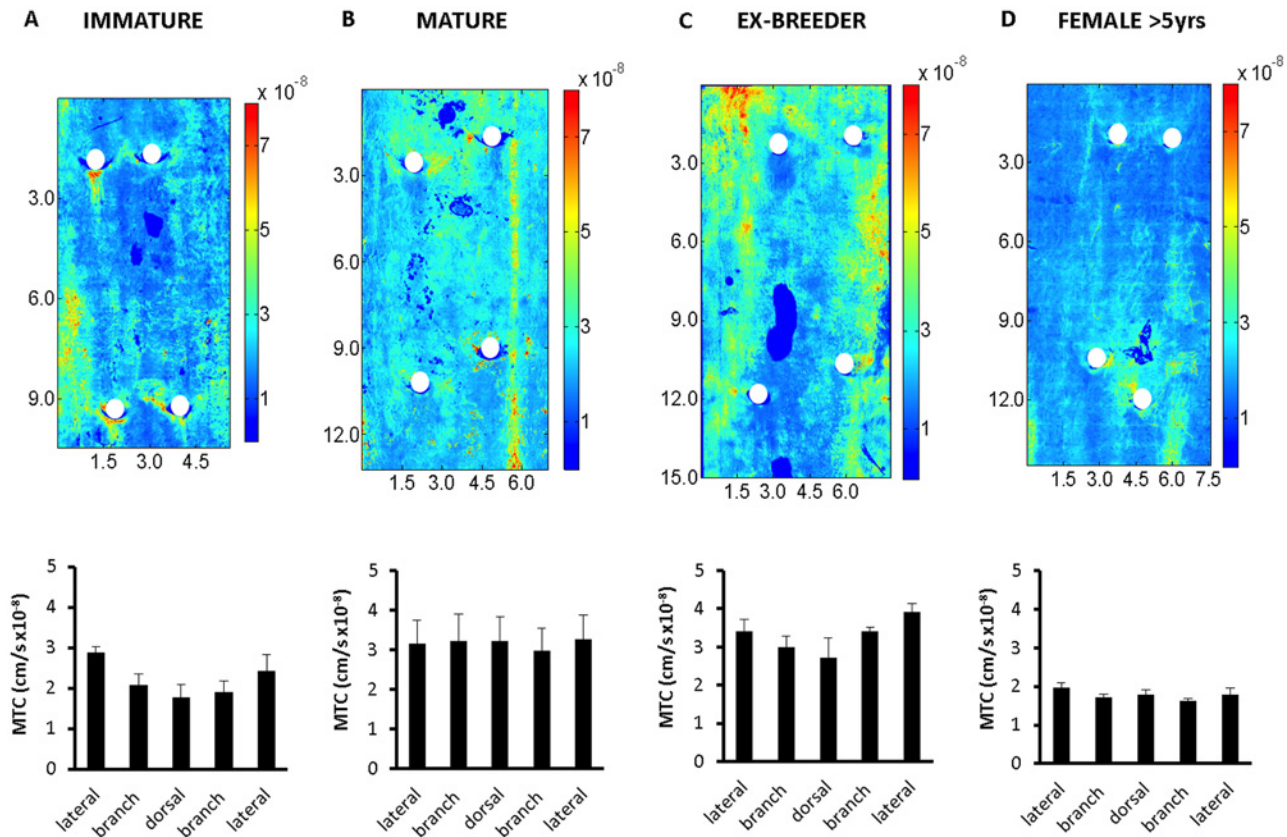 A IMMATURE
B MATURE
C EX-BREEDER
D FEMALE >5yrs
x 10⁻⁸
7
5
3
1
3.0
6.0
9.0
1.5 3.0 4.5
x 10⁻⁸
7
5
3
1
3.0
6.0
9.0
12.0
1.5 3.0 4.5 6.0
x 10⁻⁸
7
5
3
1
3.0
6.0
9.0
12.0
15.0
1.5 3.0 6.0
x 10⁻⁸
7
5
3
1
3.0
6.0
9.0
12.0
1.5 3.0 4.5 6.0 7.5
MTC (cm/s x10⁻⁸)
5
4
3
2
1
0
lateral
branch
dorsal
branch
lateral
MTC (cm/s x10⁻⁸)
5
4
3
2
1
0
lateral
branch
dorsal
branch
lateral
MTC (cm/s x10⁻⁸)
5
4
3
2
1
0
lateral
branch
dorsal
branch
lateral
MTC (cm/s x10⁻⁸)
5
4
3
2
1
0
lateral
branch
dorsal
branch
lateral